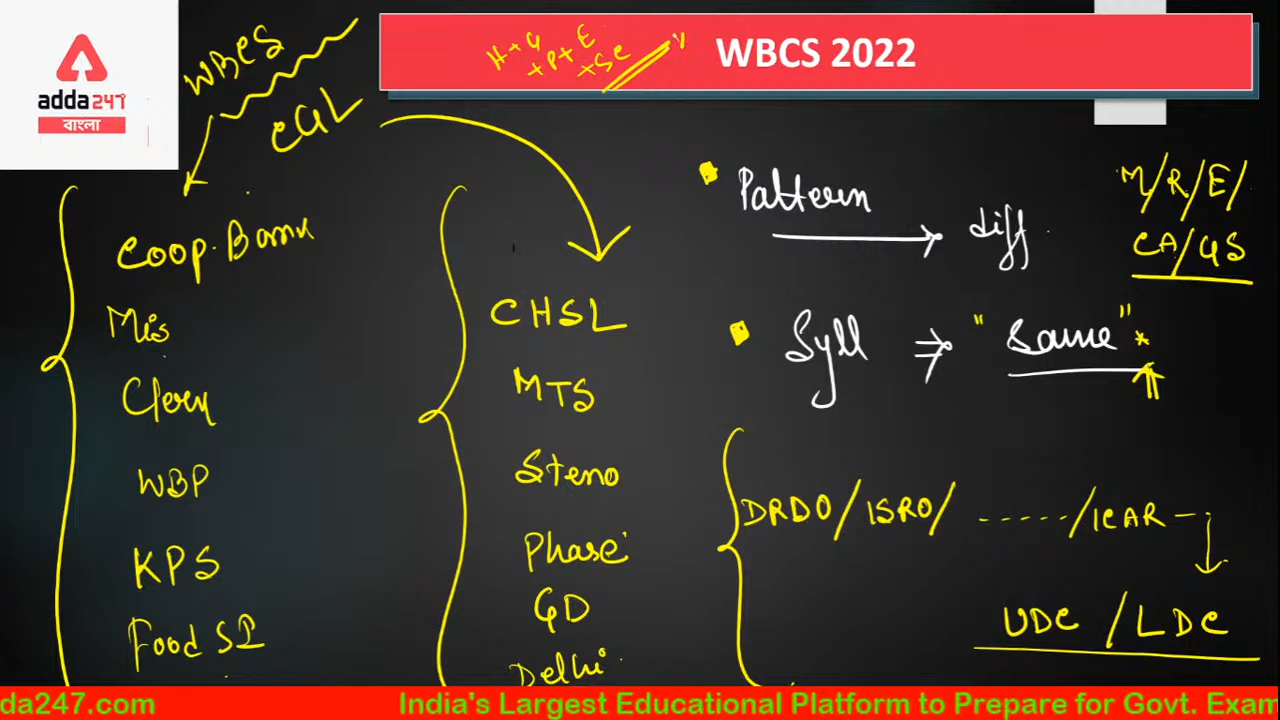 adda247
বাংলা
WBCS
CGL
H + G
+ P + E
+ Sc
WBCS 2022
Coop. Bank
Mis
Clerk
WBP
KPS
Food SI
CHSL
MTS
Steno
Phase
GD
Delhi
Pattern → diff
M/R/E/
CA/GS
Syll ⇒ "Same" *
DRDO/ISRO/ ...... /ICAR
UDC / LDC
da247.com India's Largest Educational Platform to Prepare for Govt. Exam